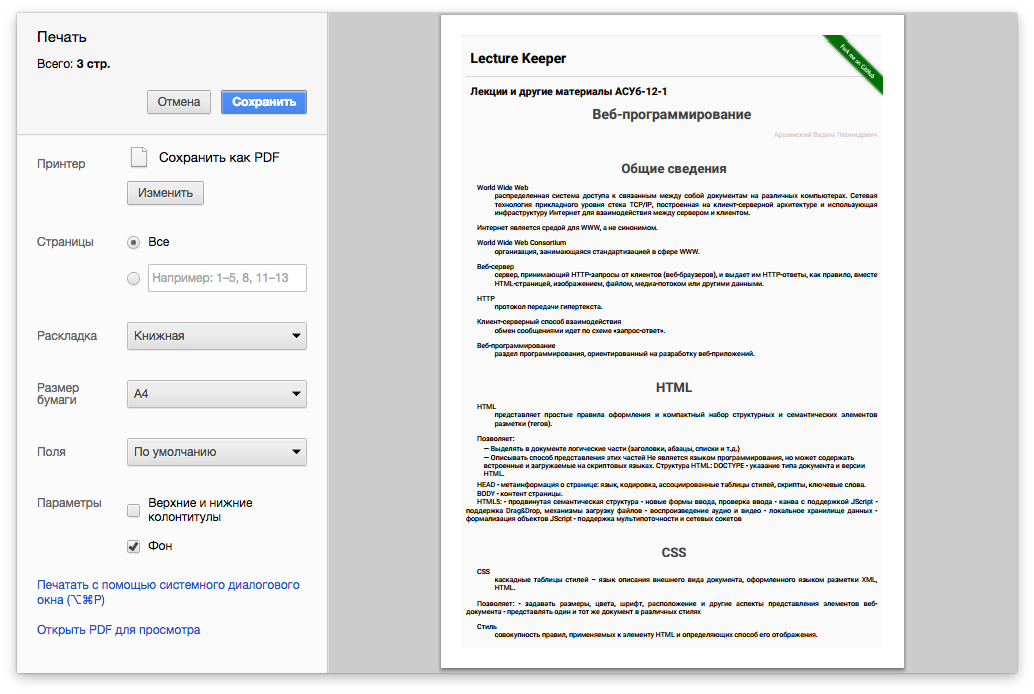 Печать
Всего: 3 стр.
Отмена
Сохранить
Принтер
Сохранить как PDF
Изменить
Страницы
Все
Например: 1–5, 8, 11–13
Раскладка
Книжная
Размер
бумаги
A4
Поля
По умолчанию
Параметры
Верхние и нижние
колонтитулы
Фон
Печатать с помощью системного диалогового
окна (⌥⌘P)
Открыть PDF для просмотра
Fork me on GitHub
Lecture Keeper
Лекции и другие материалы АСУб-12-1
Веб-программирование
Аршинский Вадим Леонидович
Общие сведения
World Wide Web
распределенная система доступа к связанным между собой документам на различных компьютерах. Сетевая
технология прикладного уровня стека TCP/IP, построенная на клиент-серверной архитектуре и использующая
инфраструктуру Интернет для взаимодействия между сервером и клиентом.
Интернет является средой для WWW, а не синонимом.
World Wide Web Consortium
организация, занимающаяся стандартизацией в сфере WWW.
Веб-сервер
сервер, принимающий HTTP-запросы от клиентов (веб-браузеров), и выдает им HTTP-ответы, как правило, вместе
HTML-страницей, изображением, файлом, медиа-потоком или другими данными.
HTTP
протокол передачи гипертекста.
Клиент-серверный способ взаимодействия
обмен сообщениями идет по схеме «запрос-ответ».
Веб-программирование
раздел программирования, ориентированный на разработку веб-приложений.
HTML
HTML
представляет простые правила оформления и компактный набор структурных и семантических элементов
разметки (тегов).
Позволяет:
— Выделять в документе логические части (заголовки, абзацы, списки и т.д.)
— Описывать способ представления этих частей Не является языком программирования, но может содержать
встроенные и загружаемые на скриптовых языках. Структура HTML: DOCTYPE - указание типа документа и версии
HTML.
HEAD - метаинформация о странице: язык, кодировка, ассоциированные таблицы стилей, скрипты, ключевые слова.
BODY - контент страницы.
HTML5: - продвинутая семантическая структура - новые формы ввода, проверка ввода - канва с поддержкой JScript -
поддержка Drag&Drop, механизмы загрузку файлов - воспроизведение аудио и видео - локальное хранилище данных -
формализация объектов JScript - поддержка мультипоточности и сетевых сокетов
CSS
CSS
каскадные таблицы стилей – язык описания внешнего вида документа, оформленного языком разметки XML,
HTML.
Позволяет: - задавать размеры, цвета, шрифт, расположение и другие аспекты представления элементов веб-
документа - представлять один и тот же документ в различных стилях
Стиль
совокупность правил, применяемых к элементу HTML и определяющих способ его отображения.